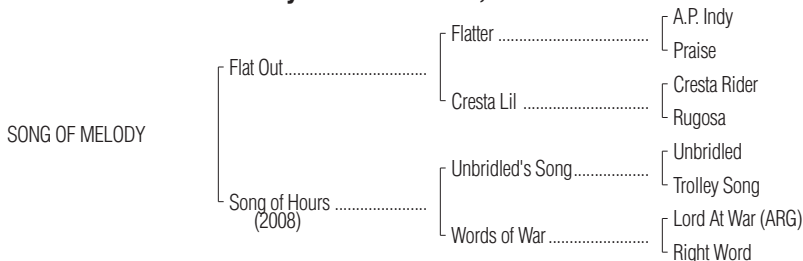 A.P. Indy
Flatter
Praise
Flat Out
Cresta Rider
Cresta Lil
Rugosa
SONG OF MELODY
Unbridled
Unbridled's Song
Trolley Song
Song of Hours
(2008)
Lord At War (ARG)
Words of War
Right Word